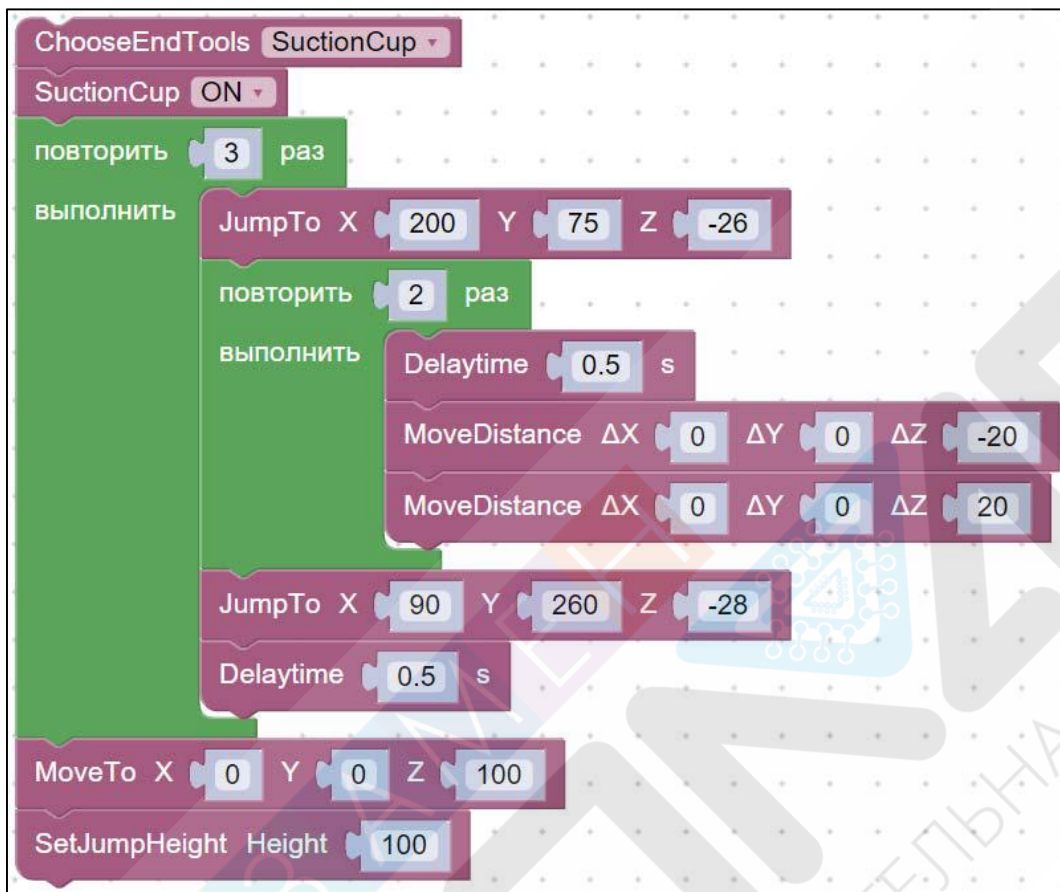 ChooseEndTools SuctionCup
SuctionCup ON
повторить 3 раз
выполнить JumpTo X 200 Y 75 Z -26
повторить 2 раз
выполнить Delaytime 0.5 s
MoveDistance ΔX 0 ΔY 0 ΔZ -20
MoveDistance ΔX 0 ΔY 0 ΔZ 20
JumpTo X 90 Y 260 Z -28
Delaytime 0.5 s
MoveTo X 0 Y 0 Z 100
SetJumpHeight Height 100